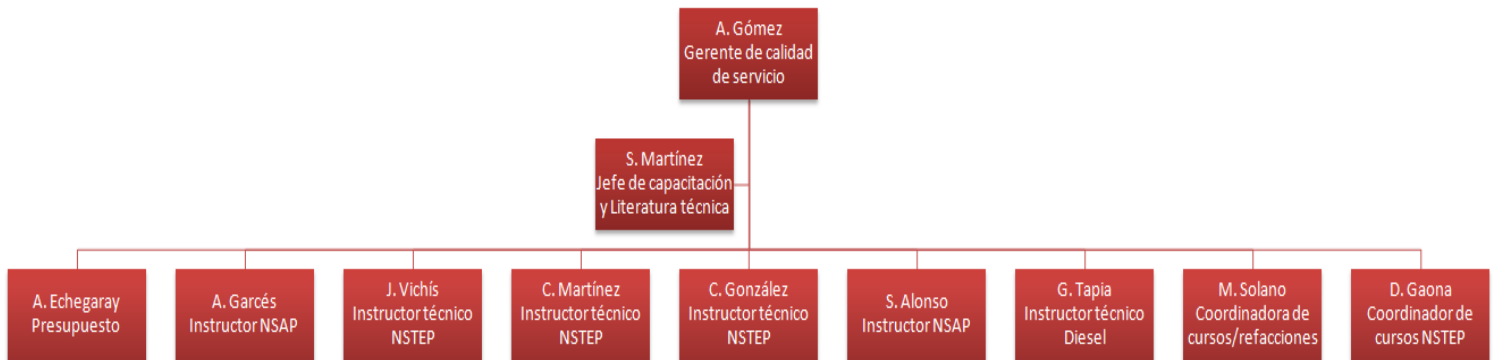 A. Gómez
Gerente de calidad
de servicio
S. Martínez
Jefe de capacitación
y Literatura técnica
A. Echegaray
Presupuesto
A. Garcés
Instructor NSAP
J. Vichís
Instructor técnico
NSTEP
C. Martínez
Instructor técnico
NSTEP
C. González
Instructor técnico
NSTEP
S. Alonso
Instructor NSAP
G. Tapia
Instructor técnico
Diesel
M. Solano
Coordinadora de
cursos/refacciones
D. Gaona
Coordinador de
cursos NSTEP